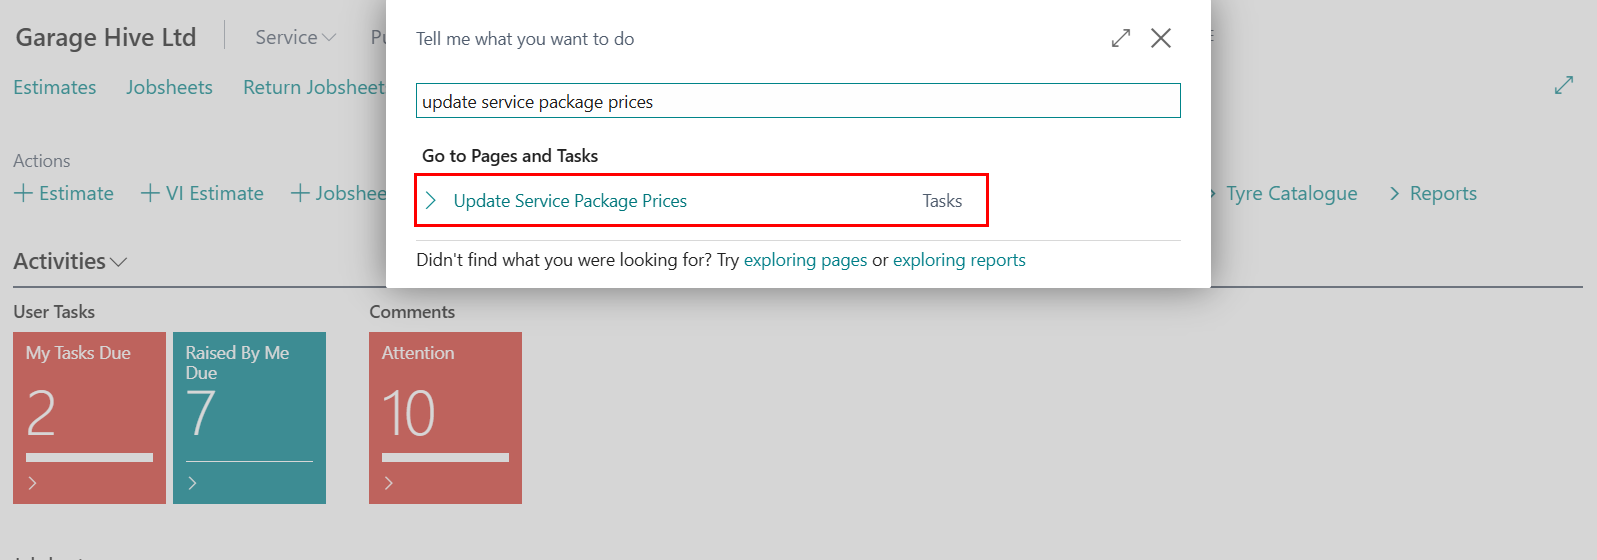 Garage Hive Ltd
Service
Tell me what you want to do
Estimates
Jobsheets
Return Jobsheet
update service package prices
Go to Pages and Tasks
Update Service Package Prices
Tasks
Actions
Estimate
VI Estimate
Tyre Catalogue
Reports
Didn't find what you were looking for? Try exploring pages or exploring reports
Activities
User Tasks
Comments
My Tasks Due
2
Raised By Me
Due
7
Attention
10